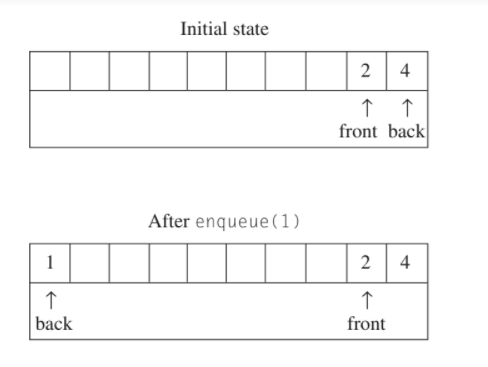 Initial state
2 4
↑ ↑
front back
After enqueue(1)
1 2 4
↑ ↑
back front